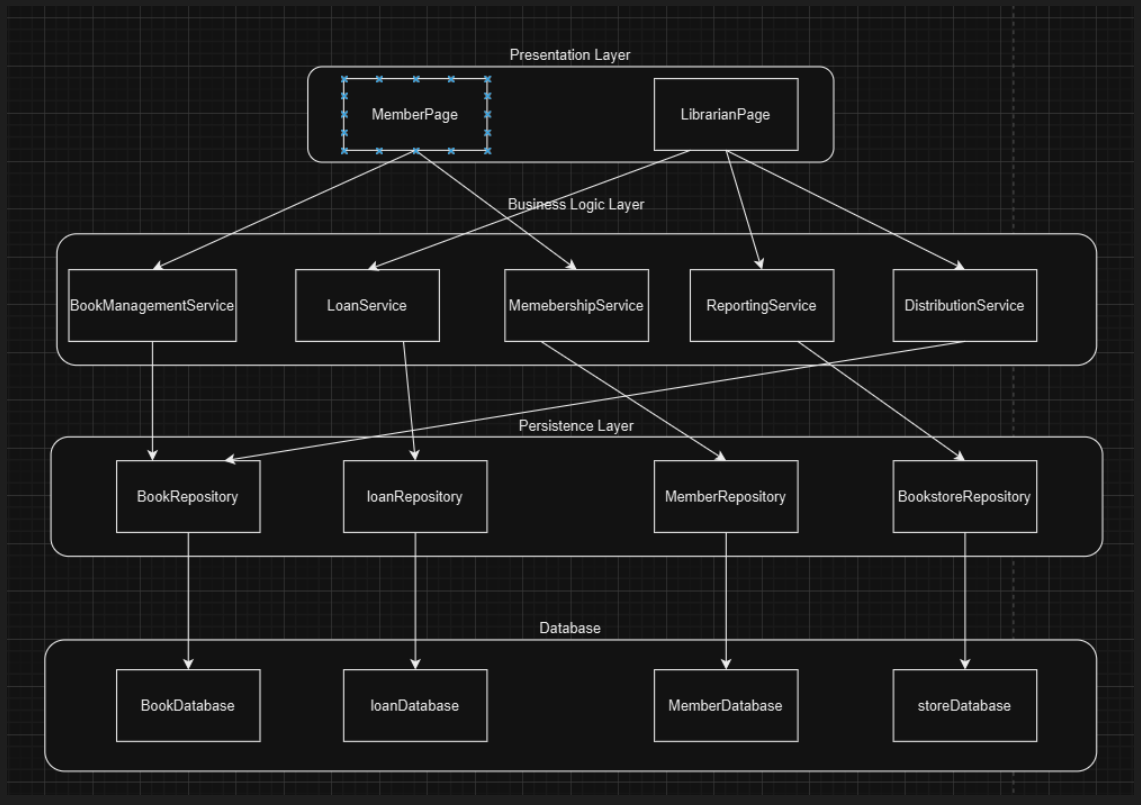 Presentation Layer
MemberPage
LibrarianPage
Business Logic Layer
BookManagementService
LoanService
MemebershipService
ReportingService
DistributionService
Persistence Layer
BookRepository
loanRepository
MemberRepository
BookstoreRepository
Database
BookDatabase
loanDatabase
MemberDatabase
storeDatabase